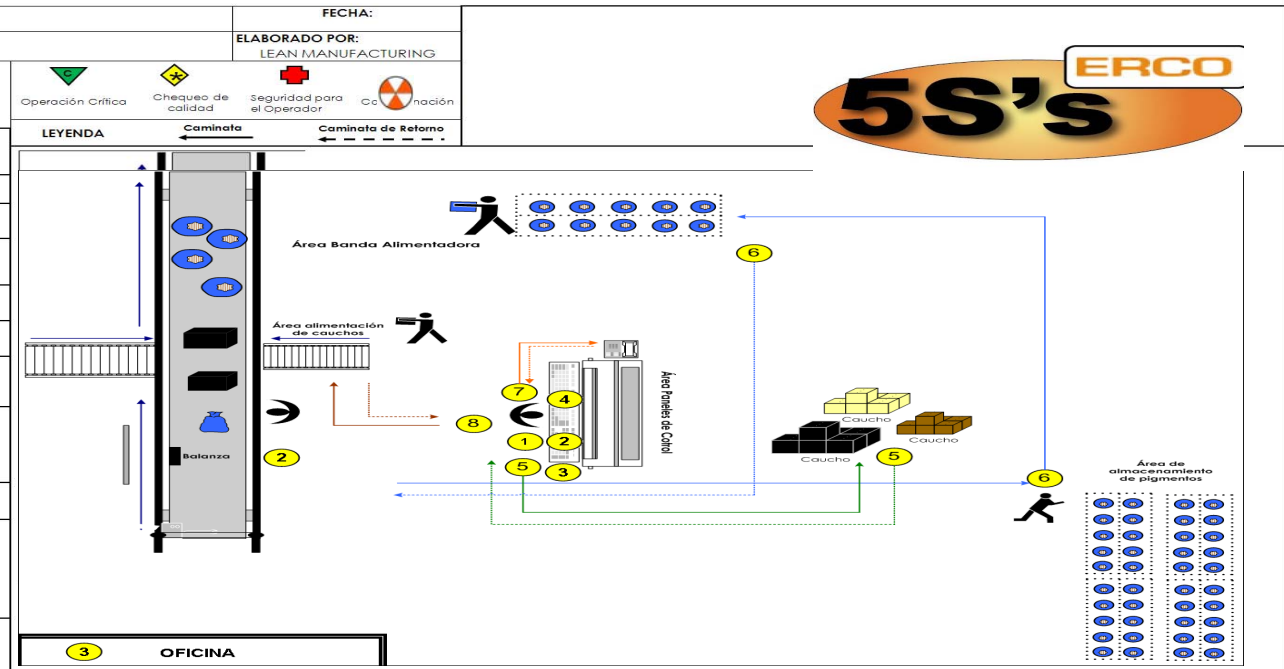 FECHA:
ELABORADO POR:
LEAN MANUFACTURING
C
Operación Crítica
Chequeo de
calidad
Seguridad para
el Operador
LEYENDA
Caminata
Caminata de Retorno
5S's
ERCO
Área Banda Alimentadora
6
Área alimentación
de cauchos
7
4
8
1
2
5
3
Área Paneles de Cotrol
Balanza
2
Caucho
Caucho
Caucho
5
6
Área de
almacenamiento
de pigmentos
3 OFICINA